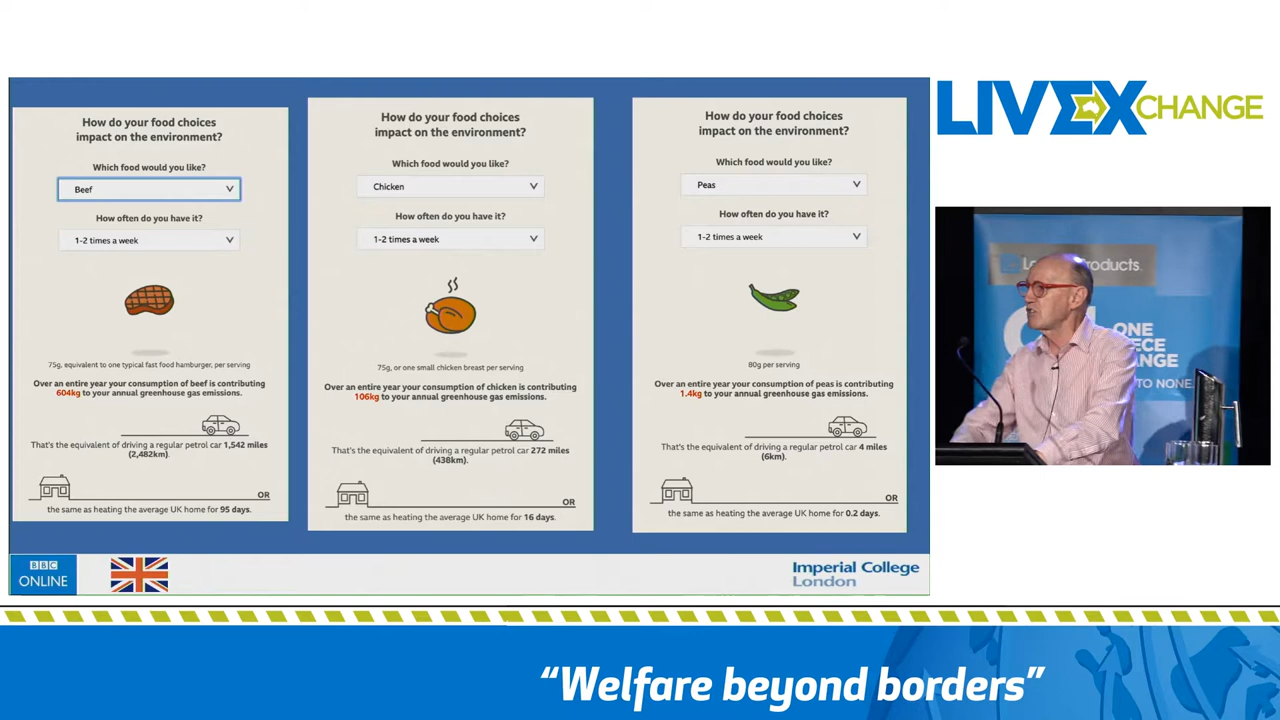 How do your food choices
impact on the environment?
Which food would you like?
Beef
How often do you have it?
1-2 times a week
75g, equivalent to one typical fast food hamburger, per serving
Over an entire year your consumption of beef is contributing
604kg to your annual greenhouse gas emissions.
That's the equivalent of driving a regular petrol car 1,542 miles
(2,482km).
OR
the same as heating the average UK home for 95 days.
How do your food choices
impact on the environment?
Which food would you like?
Chicken
How often do you have it?
1-2 times a week
75g, or one small chicken breast per serving
Over an entire year your consumption of chicken is contributing
106kg to your annual greenhouse gas emissions.
That's the equivalent of driving a regular petrol car 272 miles
(438km).
OR
the same as heating the average UK home for 16 days.
How do your food choices
impact on the environment?
Which food would you like?
Peas
How often do you have it?
1-2 times a week
80g per serving
Over an entire year your consumption of peas is contributing
1.4kg to your annual greenhouse gas emissions.
That's the equivalent of driving a regular petrol car 4 miles
(6km).
OR
the same as heating the average UK home for 0.2 days.
BBC
ONLINE
Imperial College
London
LIVEXCHANGE
ONE
TO NONE.
"Welfare beyond borders"